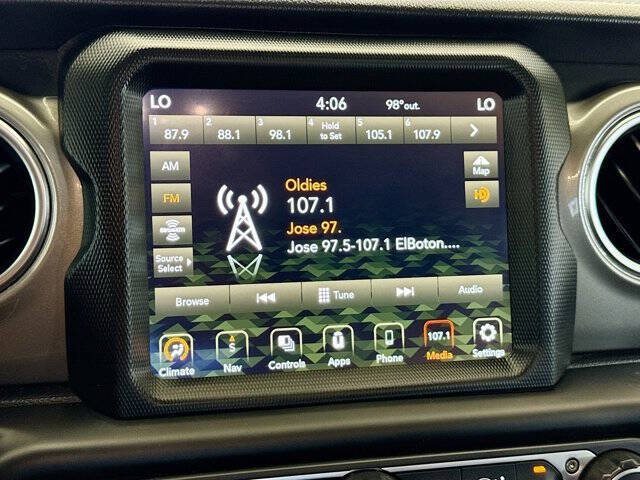 LO 4:06 98°out. LO
1 87.9 2 88.1 3 98.1 4 Hold to Set 5 105.1 6 107.9
AM
Map
FM
HD
SiriusXM
Source Select
Oldies
107.1
Jose 97.
Jose 97.5-107.1 ElBoton....
Browse Tune Audio
S 107.1
Climate Nav Controls Apps Phone Media Settings